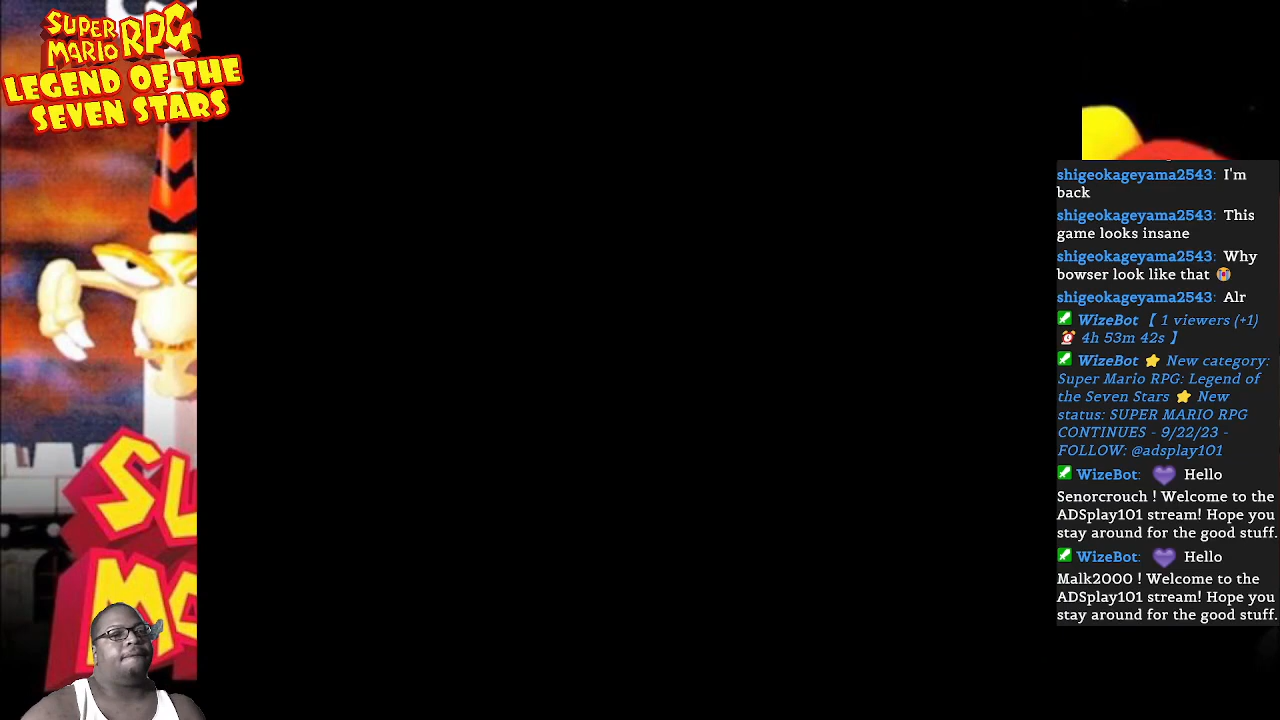 SUPER
MARIO RPG
LEGEND OF THE
SEVEN STARS
SU
MA
shigeokageyama2543: I'm
back
shigeokageyama2543: This
game looks insane
shigeokageyama2543: Why
bowser look like that
shigeokageyama2543: Alr
WizeBot 【 1 viewers (+1)
4h 53m 42s 】
WizeBot ⭐ New category:
Super Mario RPG: Legend of
the Seven Stars ⭐ New
status: SUPER MARIO RPG
CONTINUES - 9/22/23 -
FOLLOW: @adsplay101
WizeBot: 💜 Hello
Senorcrouch ! Welcome to the
ADSplay101 stream! Hope you
stay around for the good stuff.
WizeBot: 💜 Hello
Malk2000 ! Welcome to the
ADSplay101 stream! Hope you
stay around for the good stuff.